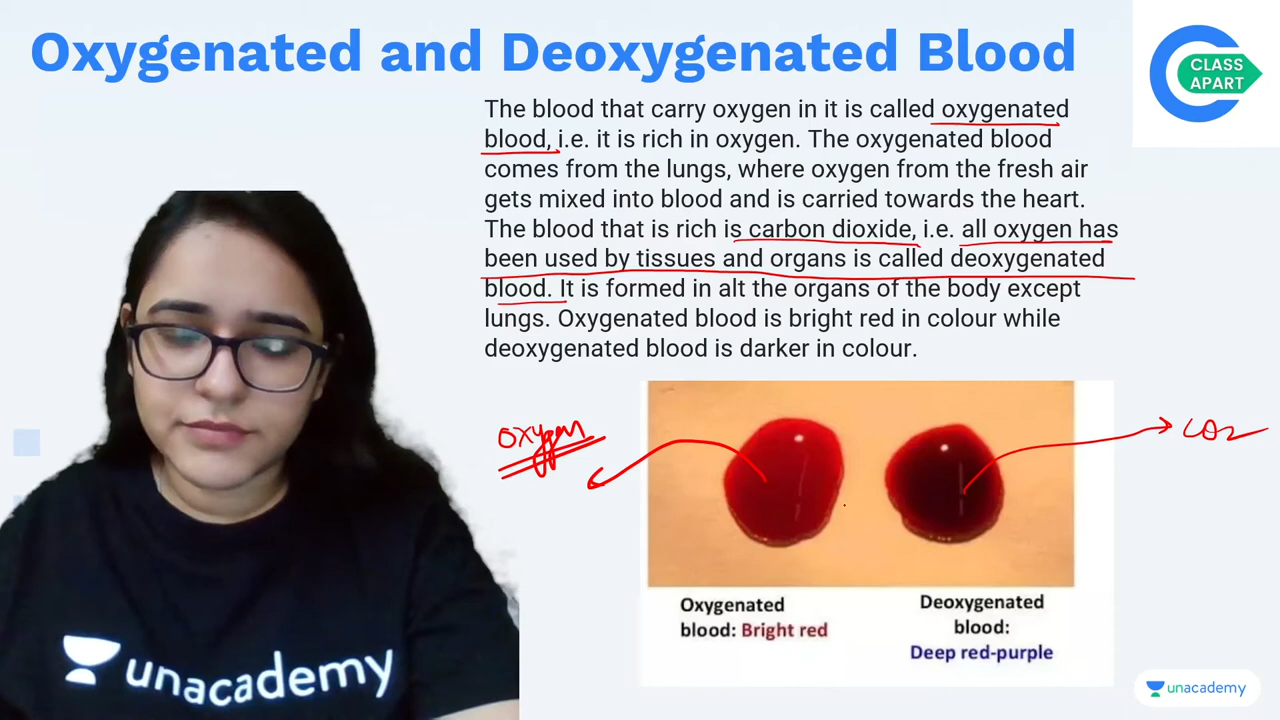 Oxygenated and Deoxygenated Blood
CLASS
APART
The blood that carry oxygen in it is called oxygenated
blood, i.e. it is rich in oxygen. The oxygenated blood
comes from the lungs, where oxygen from the fresh air
gets mixed into blood and is carried towards the heart.
The blood that is rich is carbon dioxide, i.e. all oxygen has
been used by tissues and organs is called deoxygenated
blood. It is formed in alt the organs of the body except
lungs. Oxygenated blood is bright red in colour while
deoxygenated blood is darker in colour.
oxygen
CO2
Oxygenated
blood: Bright red
Deoxygenated
blood:
Deep red-purple
unacademy
unacademy